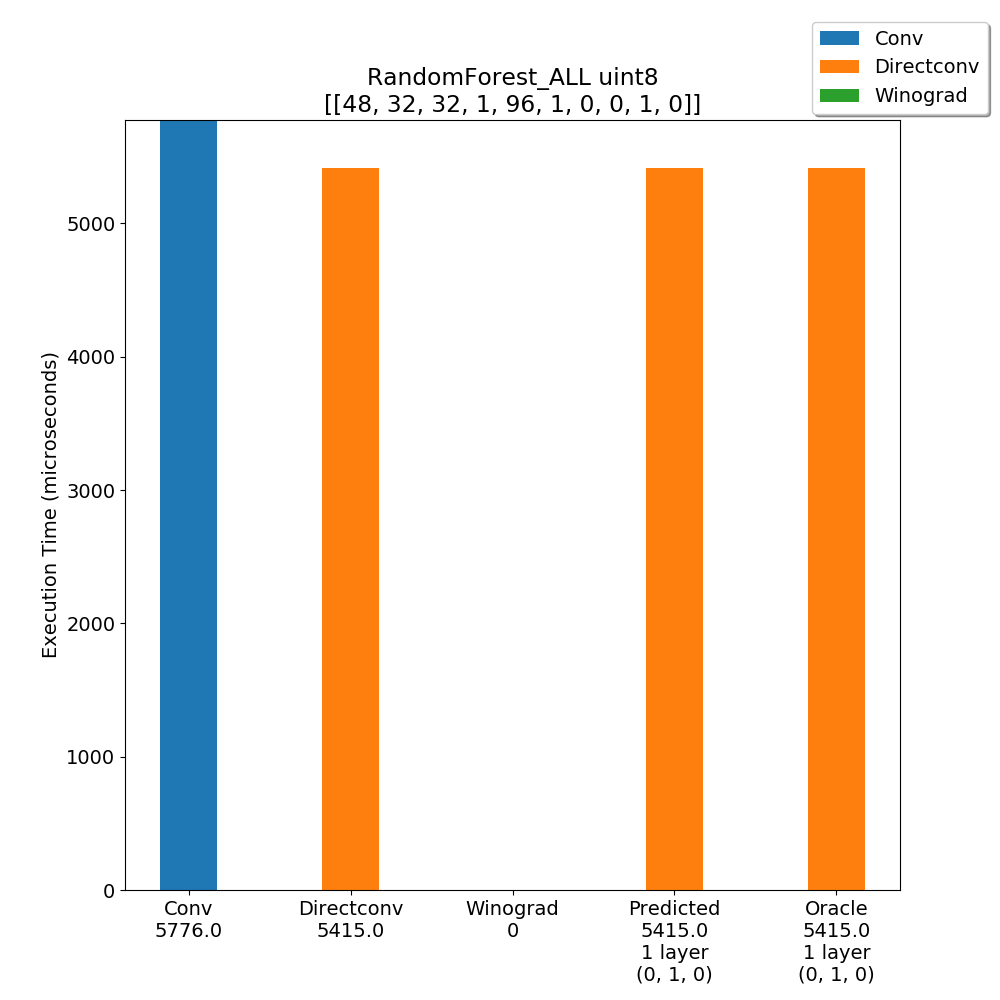 Conv
Directconv
Winograd
RandomForest_ALL uint8
[[48, 32, 32, 1, 96, 1, 0, 0, 1, 0]]
Execution Time (microseconds)
5000
4000
3000
2000
1000
0
Conv
5776.0
Directconv
5415.0
Winograd
0
Predicted
5415.0
1 layer
(0, 1, 0)
Oracle
5415.0
1 layer
(0, 1, 0)